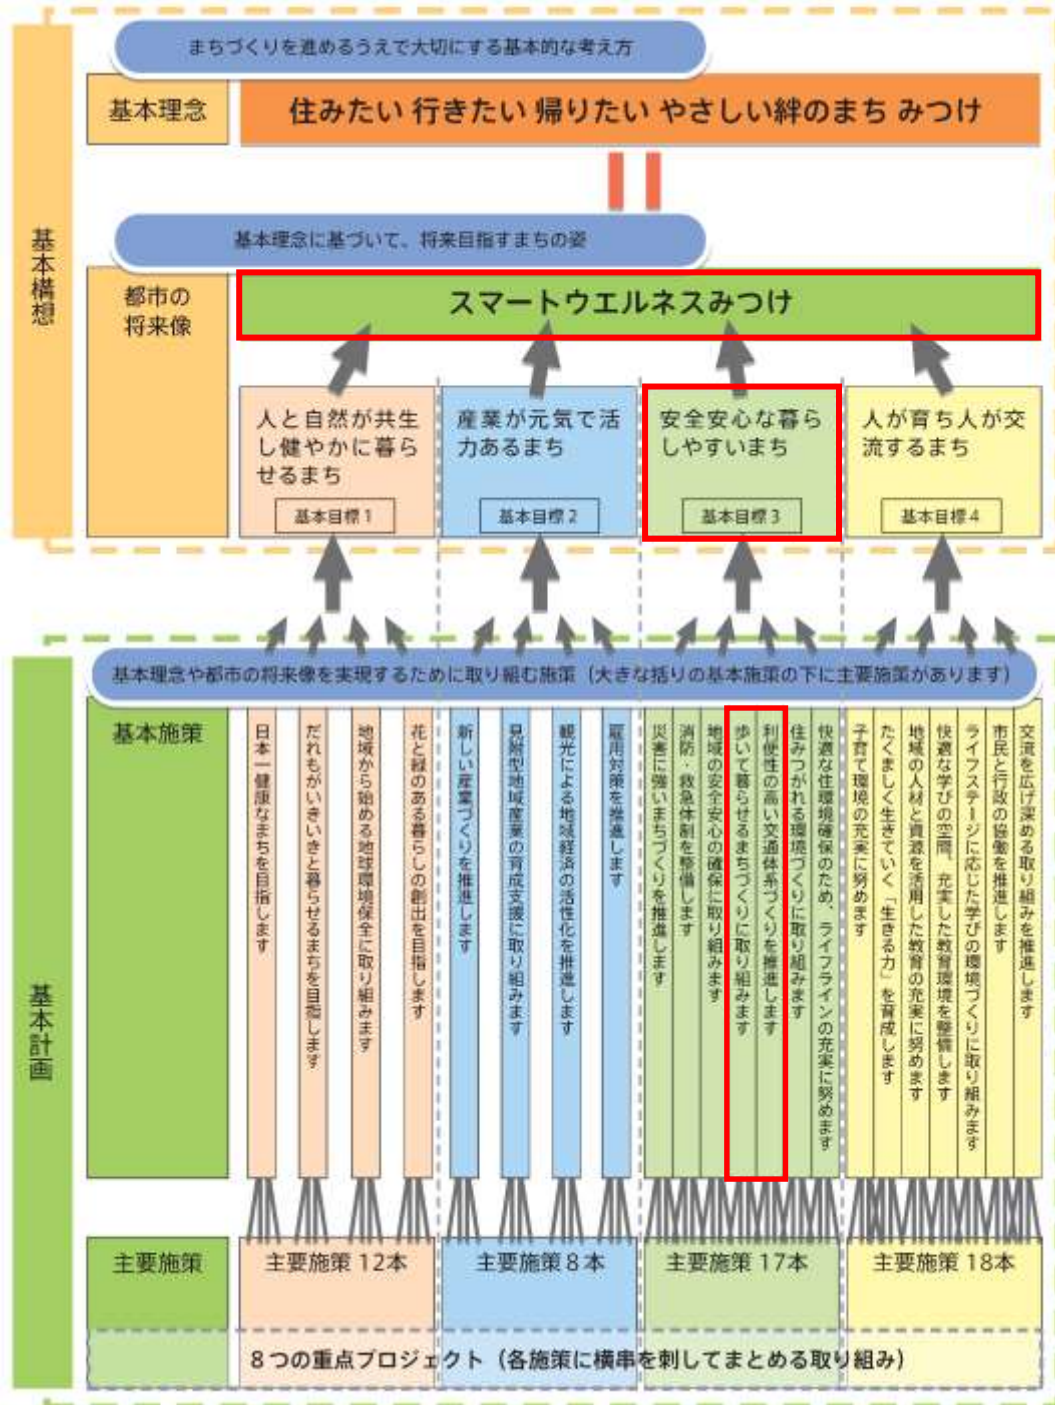 まちづくりを進めるうえで大切にする基本的な考え方
基本理念
住みたい 行きたい 帰りたい やさしい絆のまち みつけ
基本構想
基本理念に基づいて、将来目指すまちの姿
都市の
将来像
スマートウエルネスみつけ
人と自然が共生
し健やかに暮ら
せるまち
基本目標1
産業が元気で活
力あるまち
基本目標2
安全安心な暮ら
しやすいまち
基本目標3
人が育ち人が交
流するまち
基本目標4
基本計画
基本理念や都市の将来像を実現するために取り組む施策（大きな括りの基本施策の下に主要施策があります）
基本施策
日本一健康なまちを目指します
だれもがいきいきと暮らせるまちを目指します
地域から始める地球環境保全に取り組みます
花と緑のある暮らしの創出を目指します
新しい産業づくりを推進します
見附型地域産業の育成支援に取り組みます
観光による地域経済の活性化を推進します
雇用対策を推進します
災害に強いまちづくりを推進します
消防・救急体制を整備します
地域の安全安心の確保に取り組みます
歩いて暮らせるまちづくりに取り組みます
利便性の高い交通体系づくりを推進します
住みつがれる環境づくりに取り組みます
快適な住環境確保のため、ライフラインの充実に努めます
子育て環境の充実に努めます
たくましく生きていく「生きる力」を育成します
地域の人材と資源を活用した教育の充実に努めます
快適な学びの空間、充実した教育環境を整備します
ライフステージに応じた学びの環境づくりに取り組みます
市民と行政の協働を推進します
交流を広げ深める取り組みを推進します
主要施策
主要施策 12本
主要施策 8本
主要施策 17本
主要施策 18本
8つの重点プロジェクト（各施策に横串を刺してまとめる取り組み）